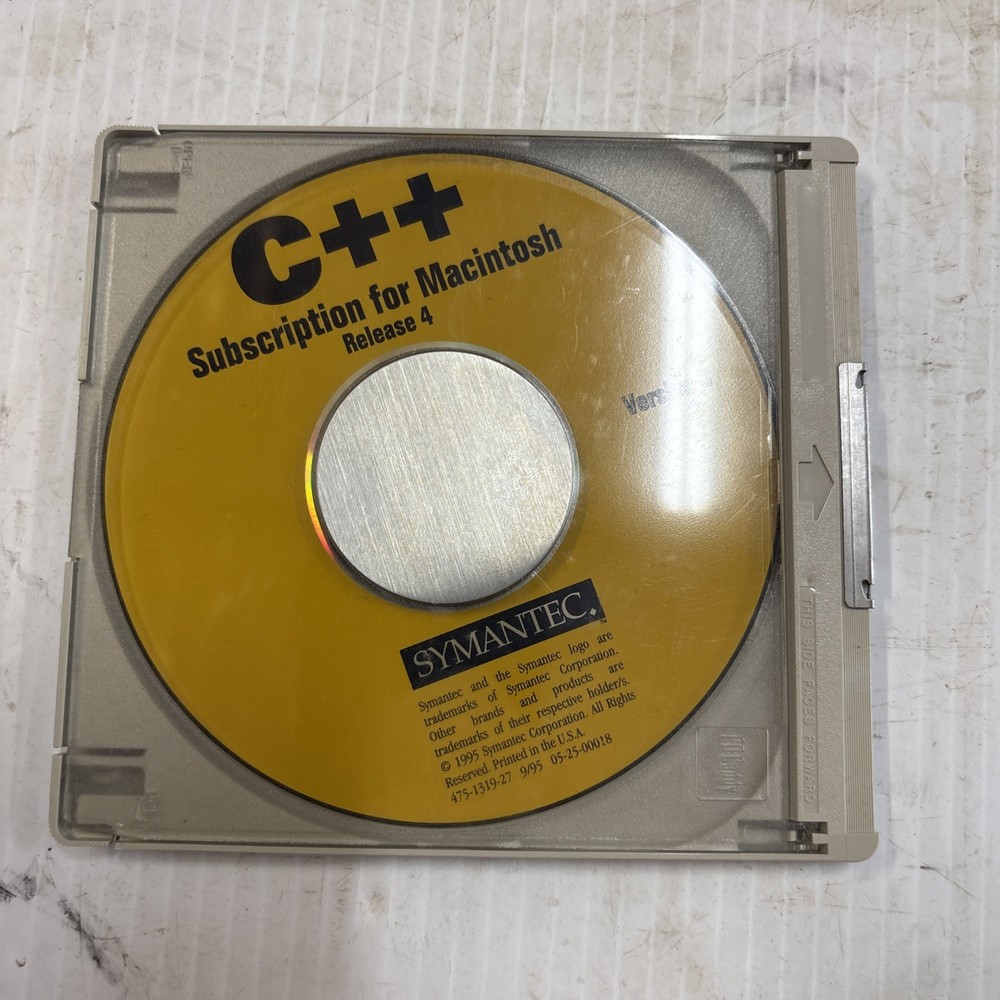 C++
Subscription for Macintosh
Release 4
SYMANTEC.™
Symantec and the Symantec logo are
trademarks of Symantec Corporation.
Other brands and products are
trademarks of their respective holder/s.
© 1995 Symantec Corporation. All Rights
Reserved. Printed in the U.S.A.
475-1319-27 9/95 05-25-00018
THIS SIDE FACES FORWARD